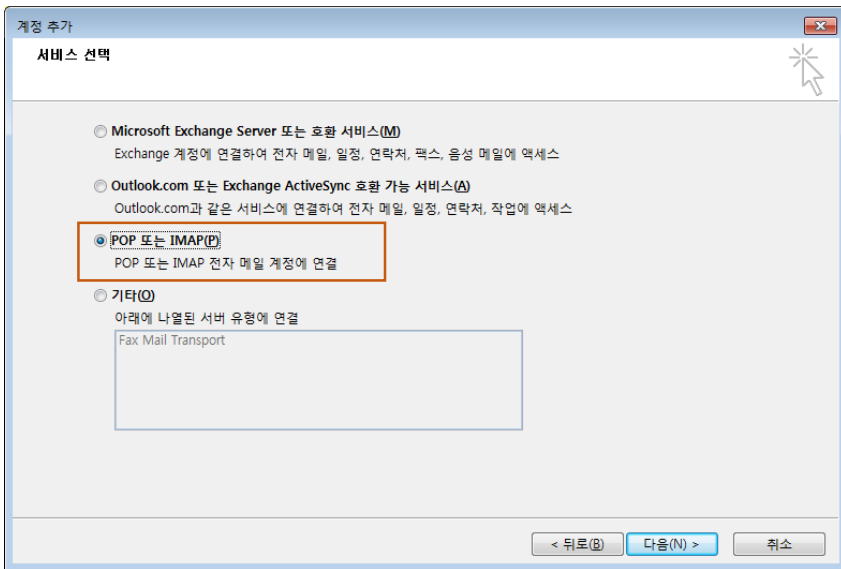 계정 추가
서비스 선택
Microsoft Exchange Server 또는 호환 서비스(M)
Exchange 계정에 연결하여 전자 메일, 일정, 연락처, 팩스, 음성 메일에 액세스
Outlook.com 또는 Exchange ActiveSync 호환 가능 서비스(A)
Outlook.com과 같은 서비스에 연결하여 전자 메일, 일정, 연락처, 작업에 액세스
POP 또는 IMAP(P)
POP 또는 IMAP 전자 메일 계정에 연결
기타(O)
아래에 나열된 서버 유형에 연결
Fax Mail Transport
< 뒤로(B) 다음(N) > 취소